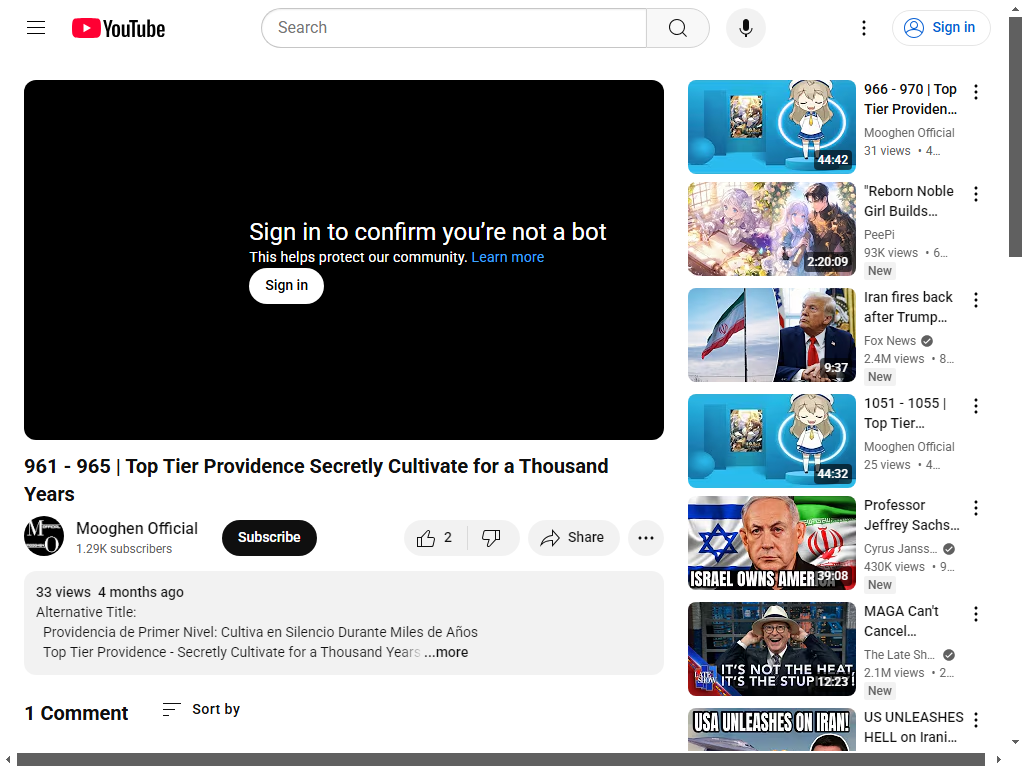 YouTube
Search
Sign in
Sign in to confirm you're not a bot
This helps protect our community. Learn more
Sign in
961 - 965 | Top Tier Providence Secretly Cultivate for a Thousand
Years
Mooghen Official
1.29K subscribers
Subscribe
2
Share
33 views 4 months ago
Alternative Title:
Providencia de Primer Nivel: Cultiva en Silencio Durante Miles de Años
Top Tier Providence - Secretly Cultivate for a Thousand Years ...more
1 Comment
Sort by
44:42
966 - 970 | Top
Tier Providen...
Mooghen Official
31 views • 4...
2:20:09
"Reborn Noble
Girl Builds...
PeePi
93K views • 6...
New
9:37
Iran fires back
after Trump...
Fox News
2.4M views • 8...
New
44:32
1051 - 1055 |
Top Tier...
Mooghen Official
25 views • 4...
ISRAEL OWNS AMER
39:08
Professor
Jeffrey Sachs...
Cyrus Janss...
430K views • 9...
New
LATE SHOW
IT'S NOT THE HEAT,
IT'S THE STUP
12:23
MAGA Can't
Cancel...
The Late Sh...
2.1M views • 2...
New
USA UNLEASHES ON IRAN!
US UNLEASHES
HELL on Irani...